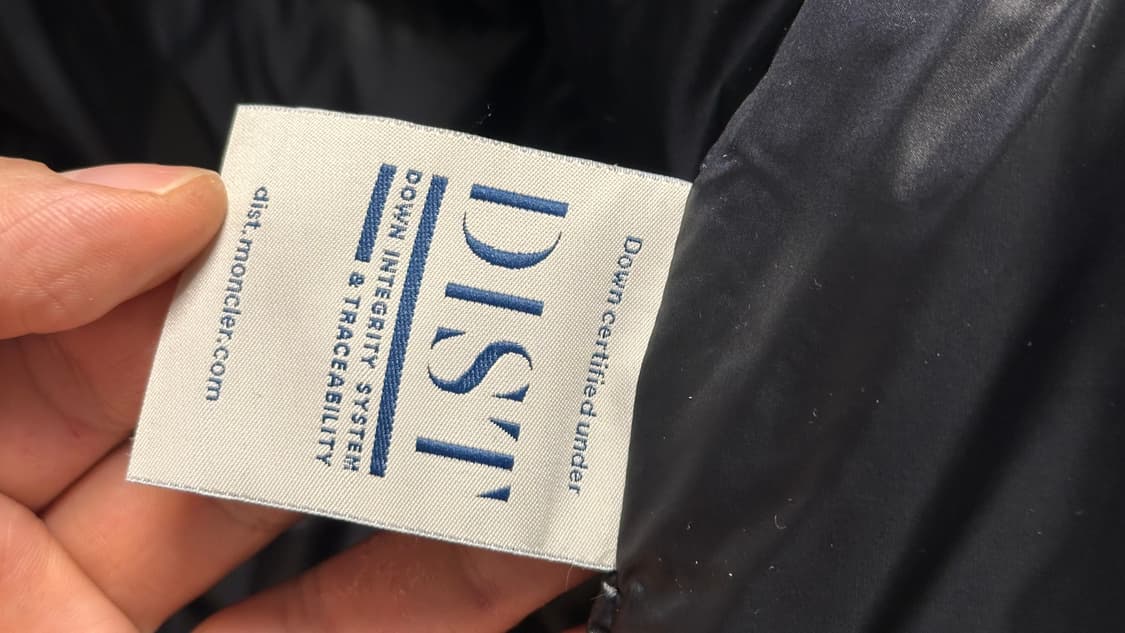 Down certified under
DIST
DOWN INTEGRITY SYSTEM
& TRACEABILITY
dist.moncler.com